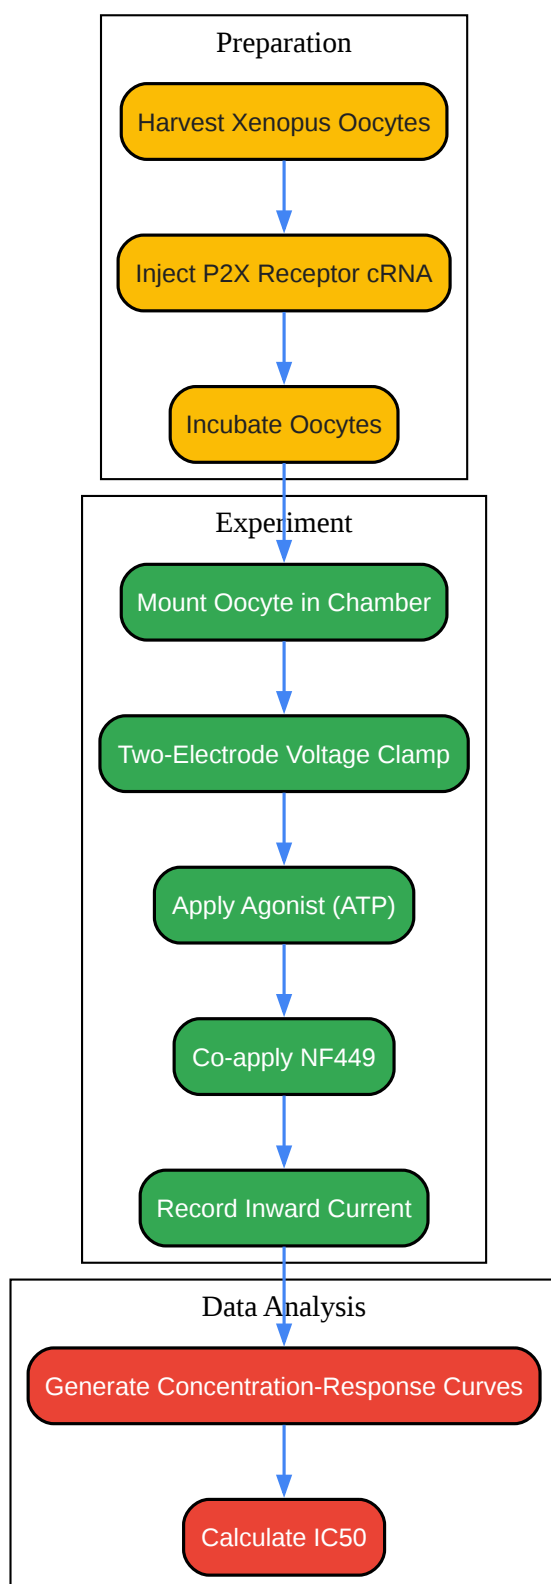 Preparation
Harvest Xenopus Oocytes
Inject P2X Receptor cRNA
Incubate Oocytes
Experiment
Mount Oocyte in Chamber
Two-Electrode Voltage Clamp
Apply Agonist (ATP)
Co-apply NF449
Record Inward Current
Data Analysis
Generate Concentration-Response Curves
Calculate IC50